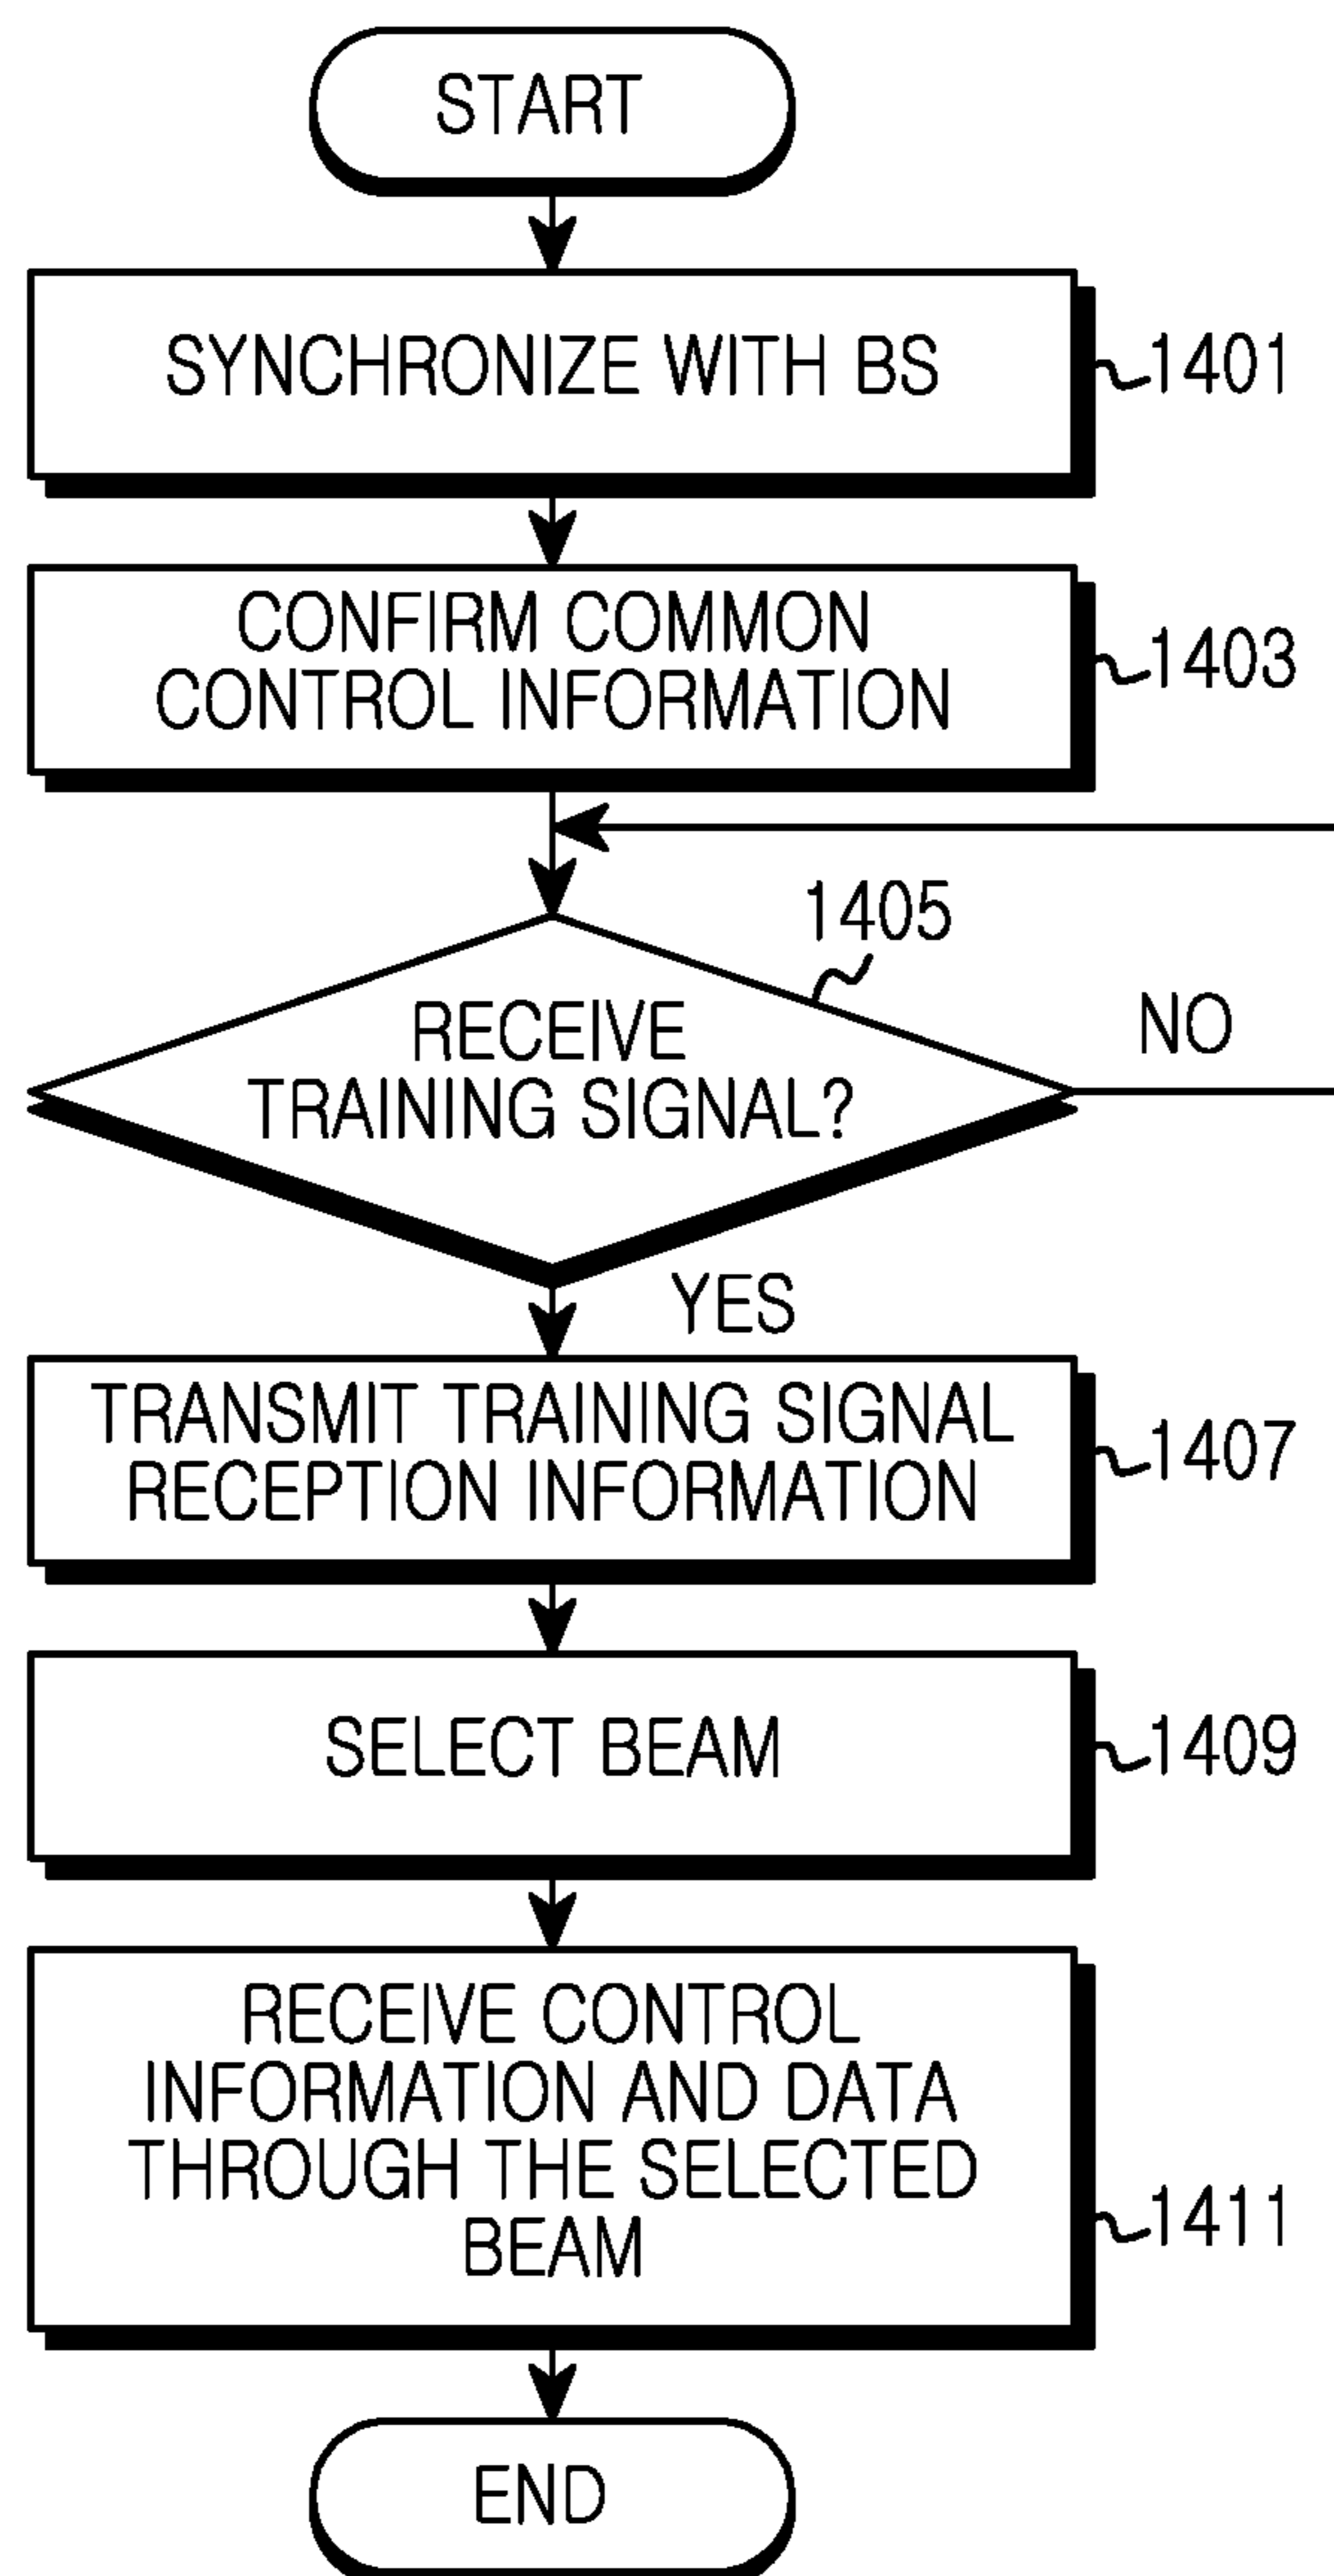 START
SYNCHRONIZE WITH BS
1401
CONFIRM COMMON
CONTROL INFORMATION
1403
1405
RECEIVE
TRAINING SIGNAL?
NO
YES
TRANSMIT TRAINING SIGNAL
RECEPTION INFORMATION
1407
SELECT BEAM
1409
RECEIVE CONTROL
INFORMATION AND DATA
THROUGH THE SELECTED
BEAM
1411
END